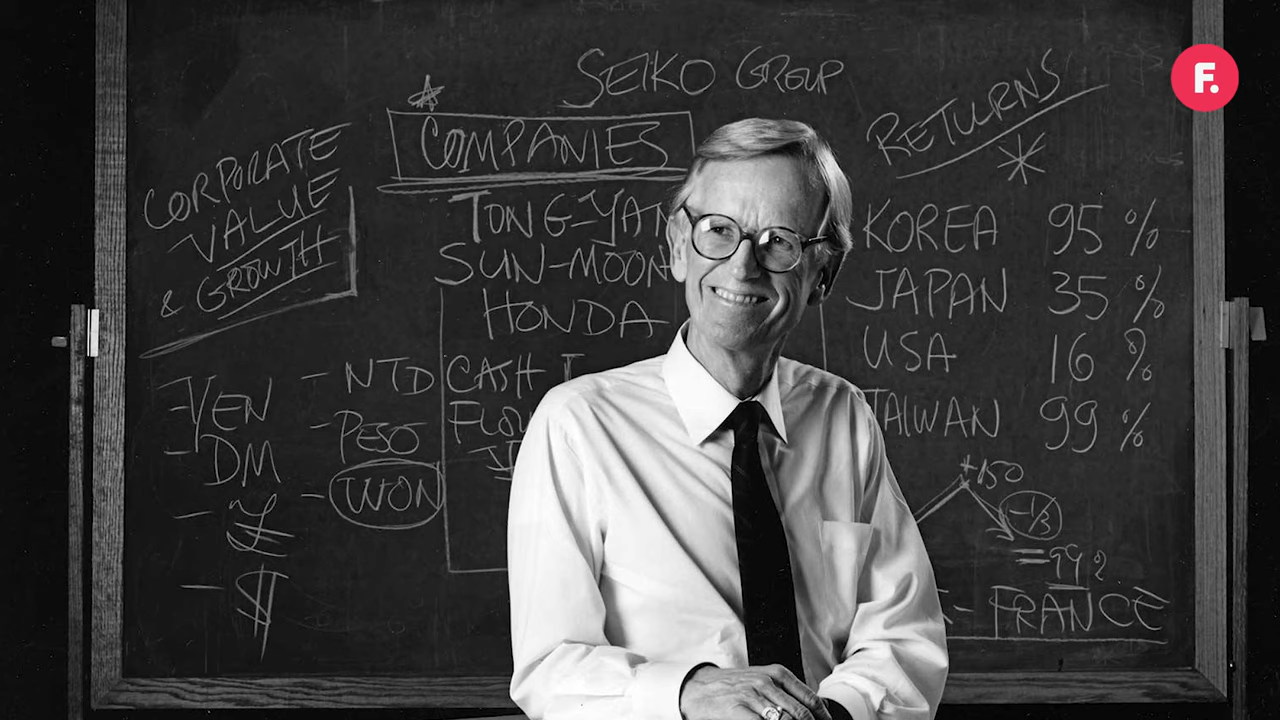 F.
SEIKO GROUP
RETURNS
COMPANIES
CORPORATE
VALUE
& GROWTH
TONG-YAN
SUN-MOON
HONDA
CASH
YEN
DM
£
$
- NTD
- PESO
- WON
KOREA 95 %
JAPAN 35 %
USA 16 %
TAIWAN 99 %
+150
-1/3
FRANCE